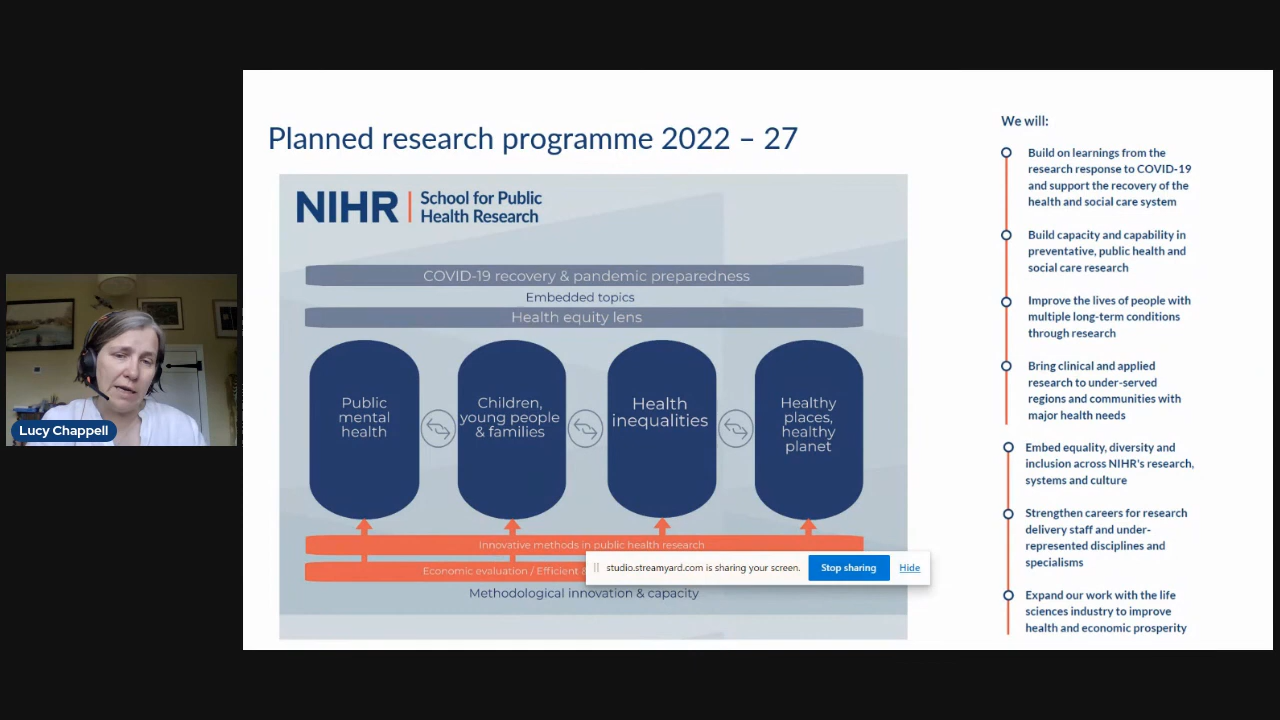 Planned research programme 2022 – 27
NIHR
School for Public
Health Research
COVID-19 recovery & pandemic preparedness
Embedded topics
Health equity lens
Public
mental
health
Children,
young people
& families
Health
inequalities
Healthy
places,
healthy
planet
Innovative methods in public health research
Economic evaluation / Efficient &
Methodological innovation & capacity
studio.streamyard.com is sharing your screen.
Stop sharing
Hide
We will:
Build on learnings from the
research response to COVID-19
and support the recovery of the
health and social care system
Build capacity and capability in
preventative, public health and
social care research
Improve the lives of people with
multiple long-term conditions
through research
Bring clinical and applied
research to under-served
regions and communities with
major health needs
Embed equality, diversity and
inclusion across NIHR's research,
systems and culture
Strengthen careers for research
delivery staff and under-
represented disciplines and
specialisms
Expand our work with the life
sciences industry to improve
health and economic prosperity
Lucy Chappell